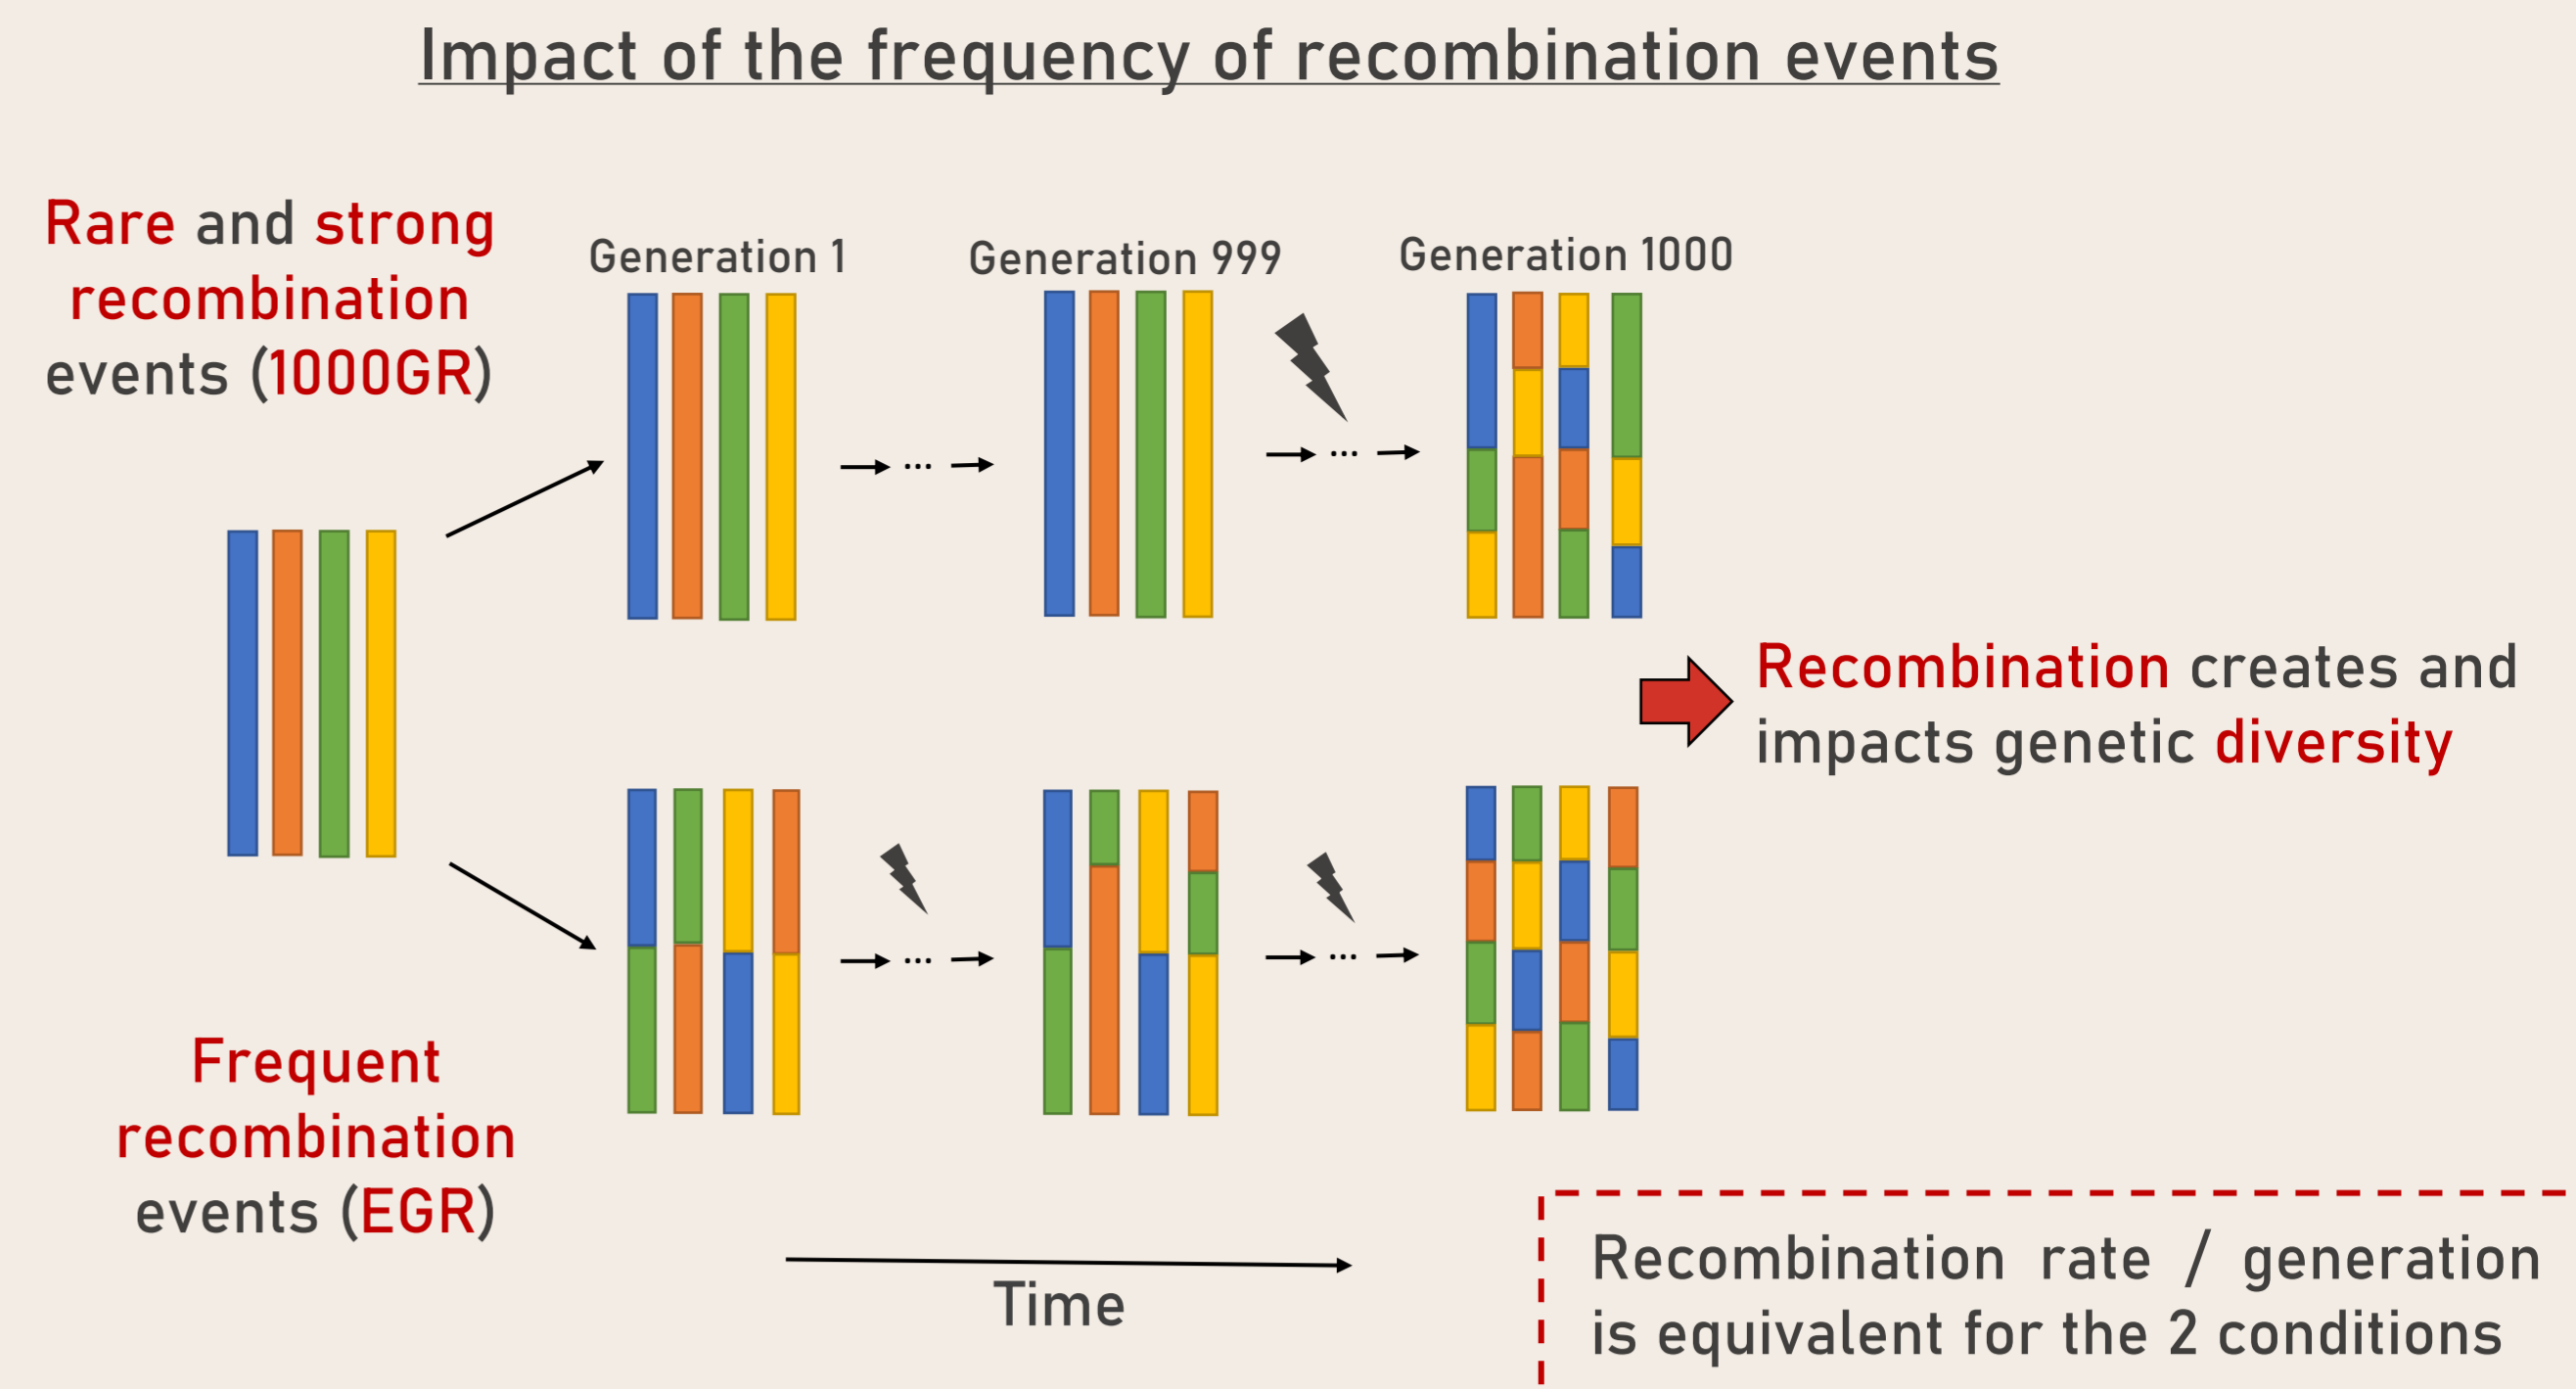 Impact of the frequency of recombination events
Rare and strong
recombination
events (1000GR)
Generation 1
Generation 999
Generation 1000
...
...
Recombination creates and
impacts genetic diversity
...
...
Frequent
recombination
events (EGR)
Time
Recombination rate / generation
is equivalent for the 2 conditions